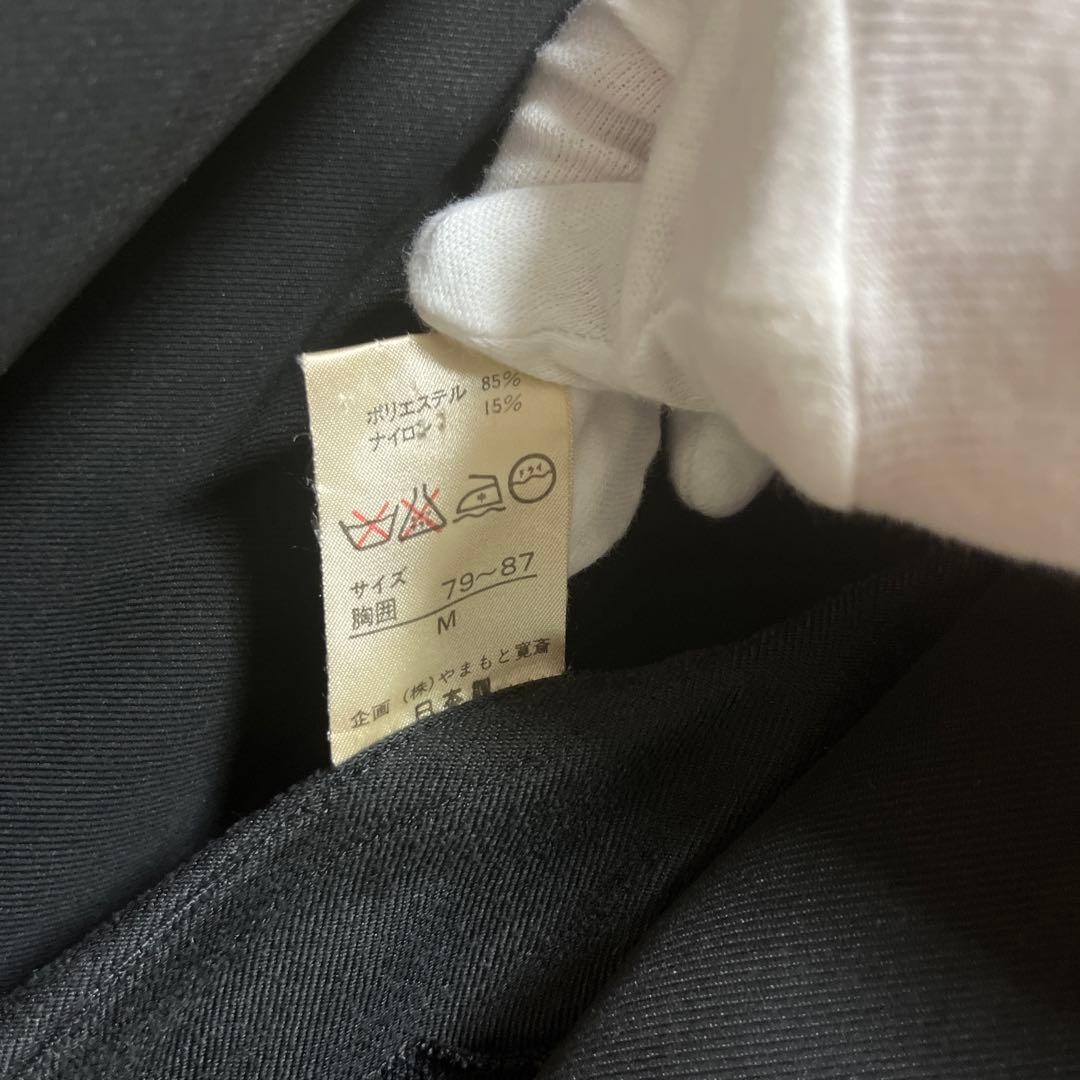 ポリエステル 85%
ナイロン 15%
ドライ
中
サイズ
胸囲 79〜87
M
企画 (株)やまもと寛斎
日本製